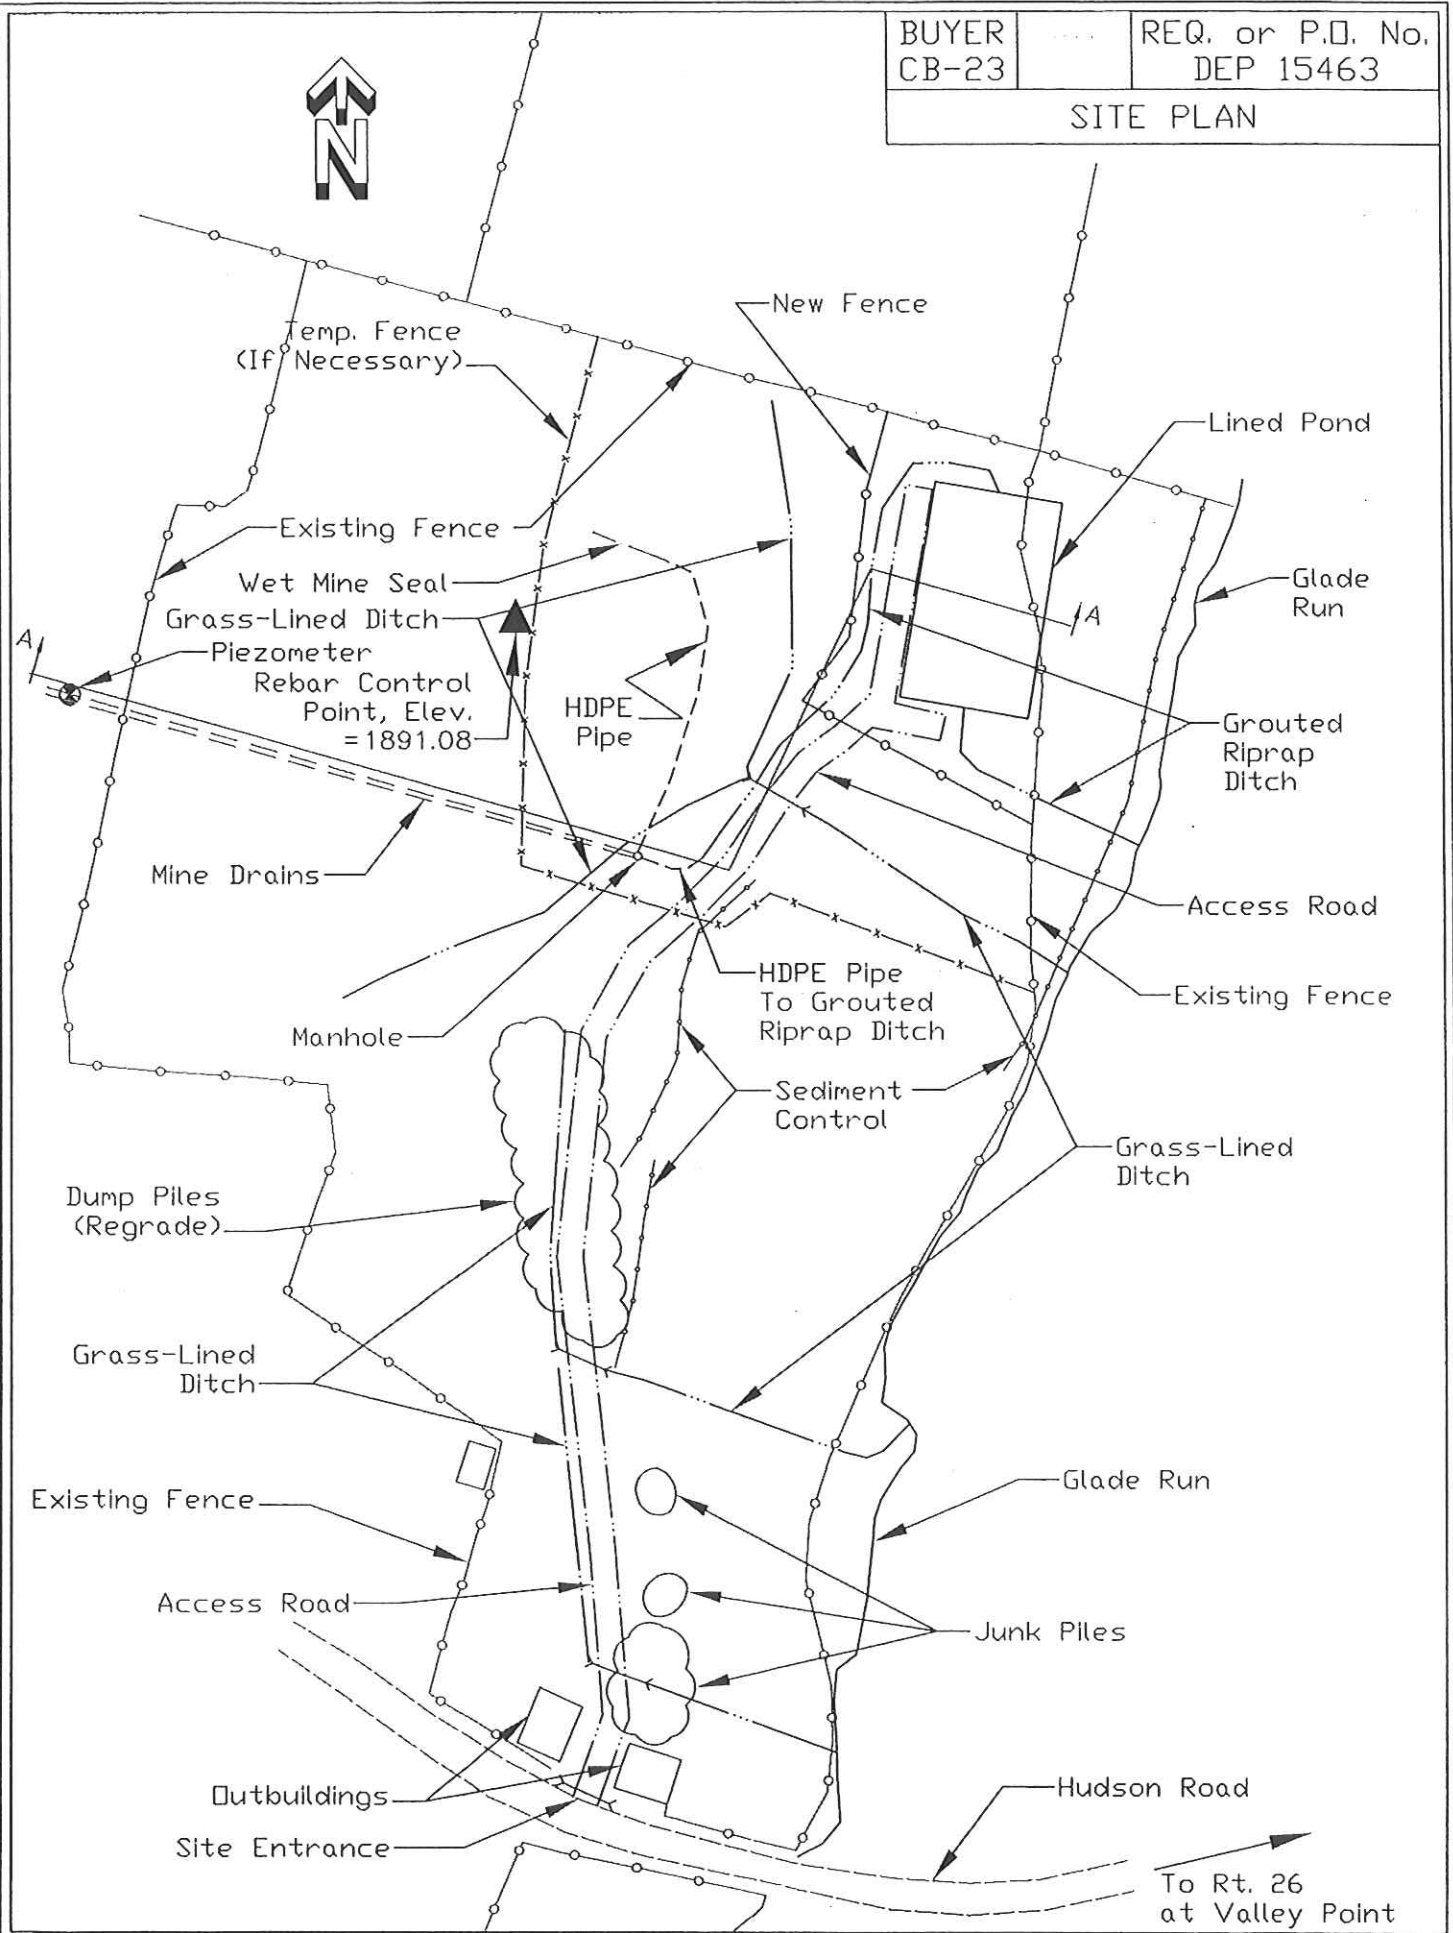 BUYER
CB-23
REQ. or P.O. No.
DEP 15463
SITE PLAN
N
New Fence
Temp. Fence
(If Necessary)
Lined Pond
Existing Fence
Wet Mine Seal
Glade
Run
Grass-Lined Ditch
A
A
Piezometer
Rebar Control
Point, Elev.
=1891.08
HDPE
Pipe
Grouted
Riprap
Ditch
Mine Drains
Access Road
HDPE Pipe
To Grouted
Riprap Ditch
Existing Fence
Manhole
Sediment
Control
Grass-Lined
Ditch
Dump Piles
(Regrade)
Grass-Lined
Ditch
Existing Fence
Glade Run
Access Road
Junk Piles
Outbuildings
Hudson Road
Site Entrance
To Rt. 26
at Valley Point